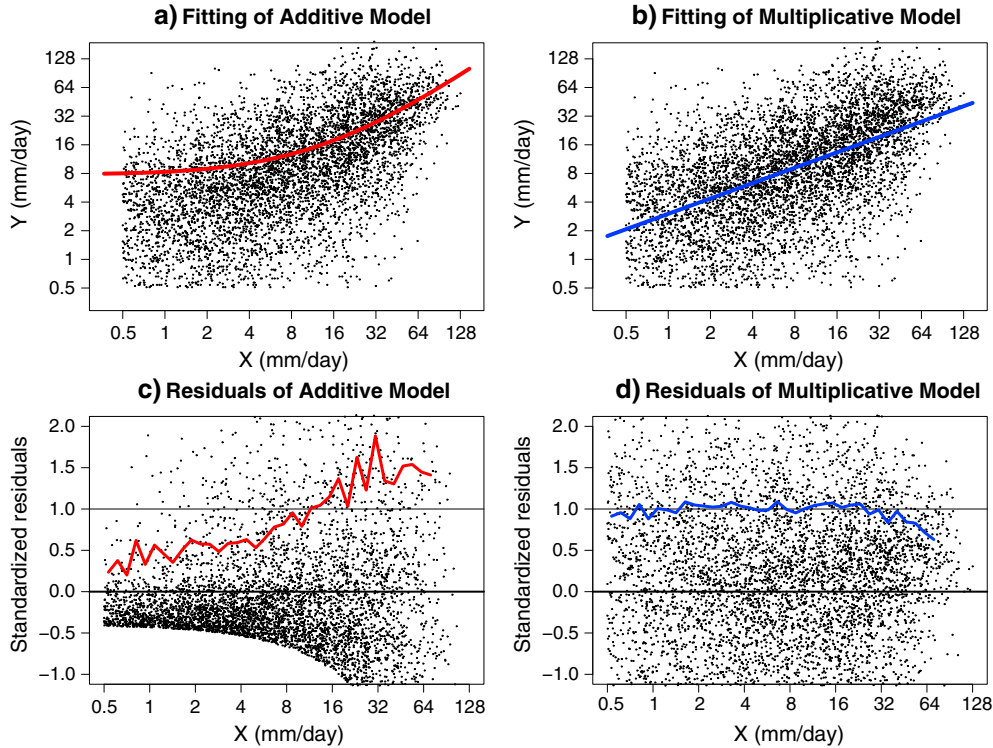 a) Fitting of Additive Model
Y (mm/day)
128
64
32
16
8
4
2
1
0.5
0.5 1 2 4 8 16 32 64 128
X (mm/day)
b) Fitting of Multiplicative Model
Y (mm/day)
128
64
32
16
8
4
2
1
0.5
0.5 1 2 4 8 16 32 64 128
X (mm/day)
c) Residuals of Additive Model
Standardized residuals
2.0
1.5
1.0
0.5
0.0
−0.5
−1.0
0.5 1 2 4 8 16 32 64 128
X (mm/day)
d) Residuals of Multiplicative Model
Standardized residuals
2.0
1.5
1.0
0.5
0.0
−0.5
−1.0
0.5 1 2 4 8 16 32 64 128
X (mm/day)